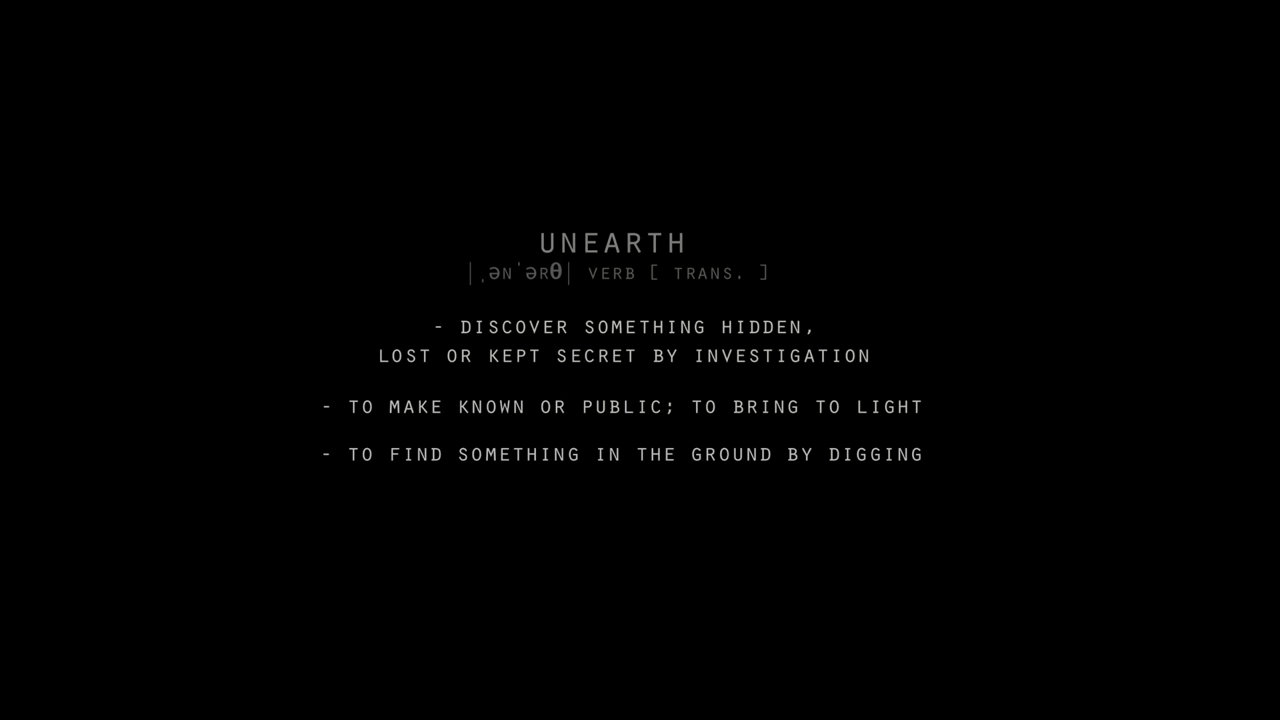 UNEARTH
|ˌəNˈəRθ| VERB [ TRANS. ]
- DISCOVER SOMETHING HIDDEN,
LOST OR KEPT SECRET BY INVESTIGATION
- TO MAKE KNOWN OR PUBLIC; TO BRING TO LIGHT
- TO FIND SOMETHING IN THE GROUND BY DIGGING